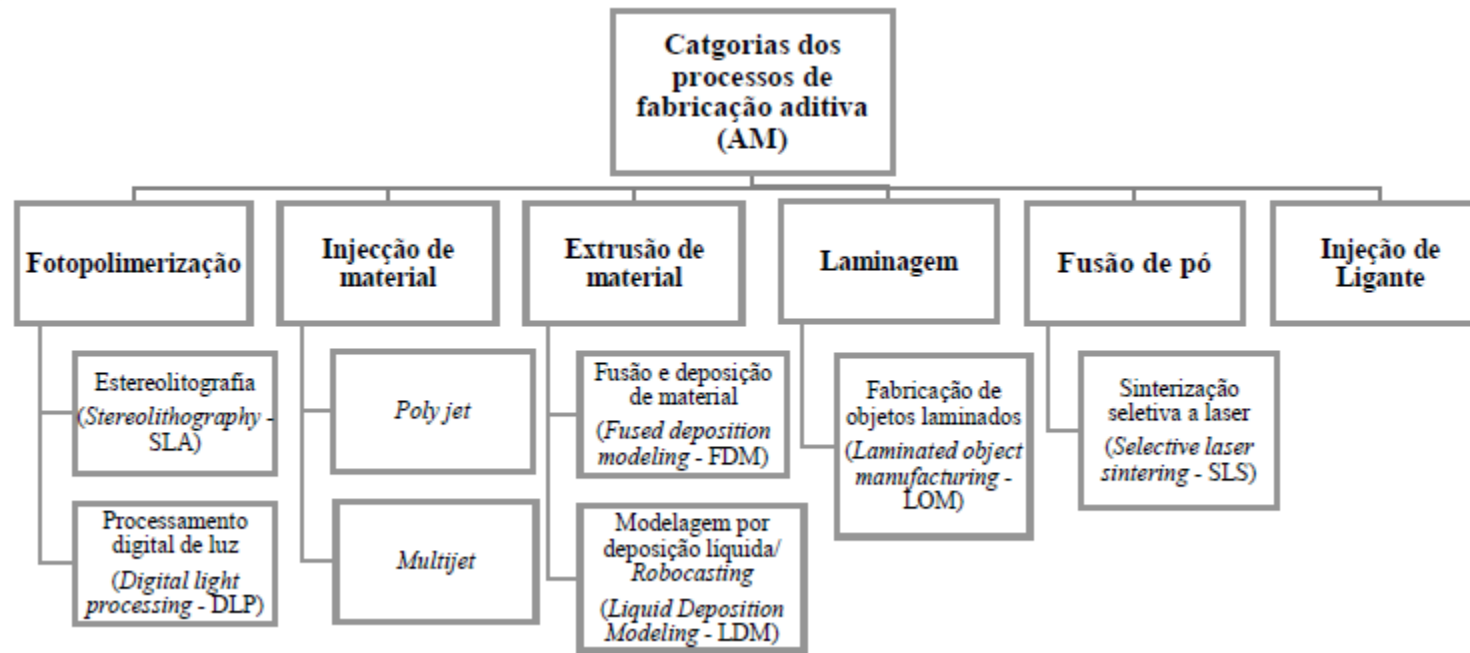 Catgorias dos
processos de
fabricação aditiva
(AM)
Fotopolimerização
Injecção de
material
Extrusão de
material
Laminagem
Fusão de pó
Injeção de
Ligante
Estereolitografia
(Stereolithography -
SLA)
Processamento
digital de luz
(Digital light
processing - DLP)
Poly jet
Multijet
Fusão e deposição
de material
(Fused deposition
modeling - FDM)
Modelagem por
deposição líquida/
Robocasting
(Liquid Deposition
Modeling - LDM)
Fabricação de
objetos laminados
(Laminated object
manufacturing -
LOM)
Sinterização
seletiva a laser
(Selective laser
sintering - SLS)